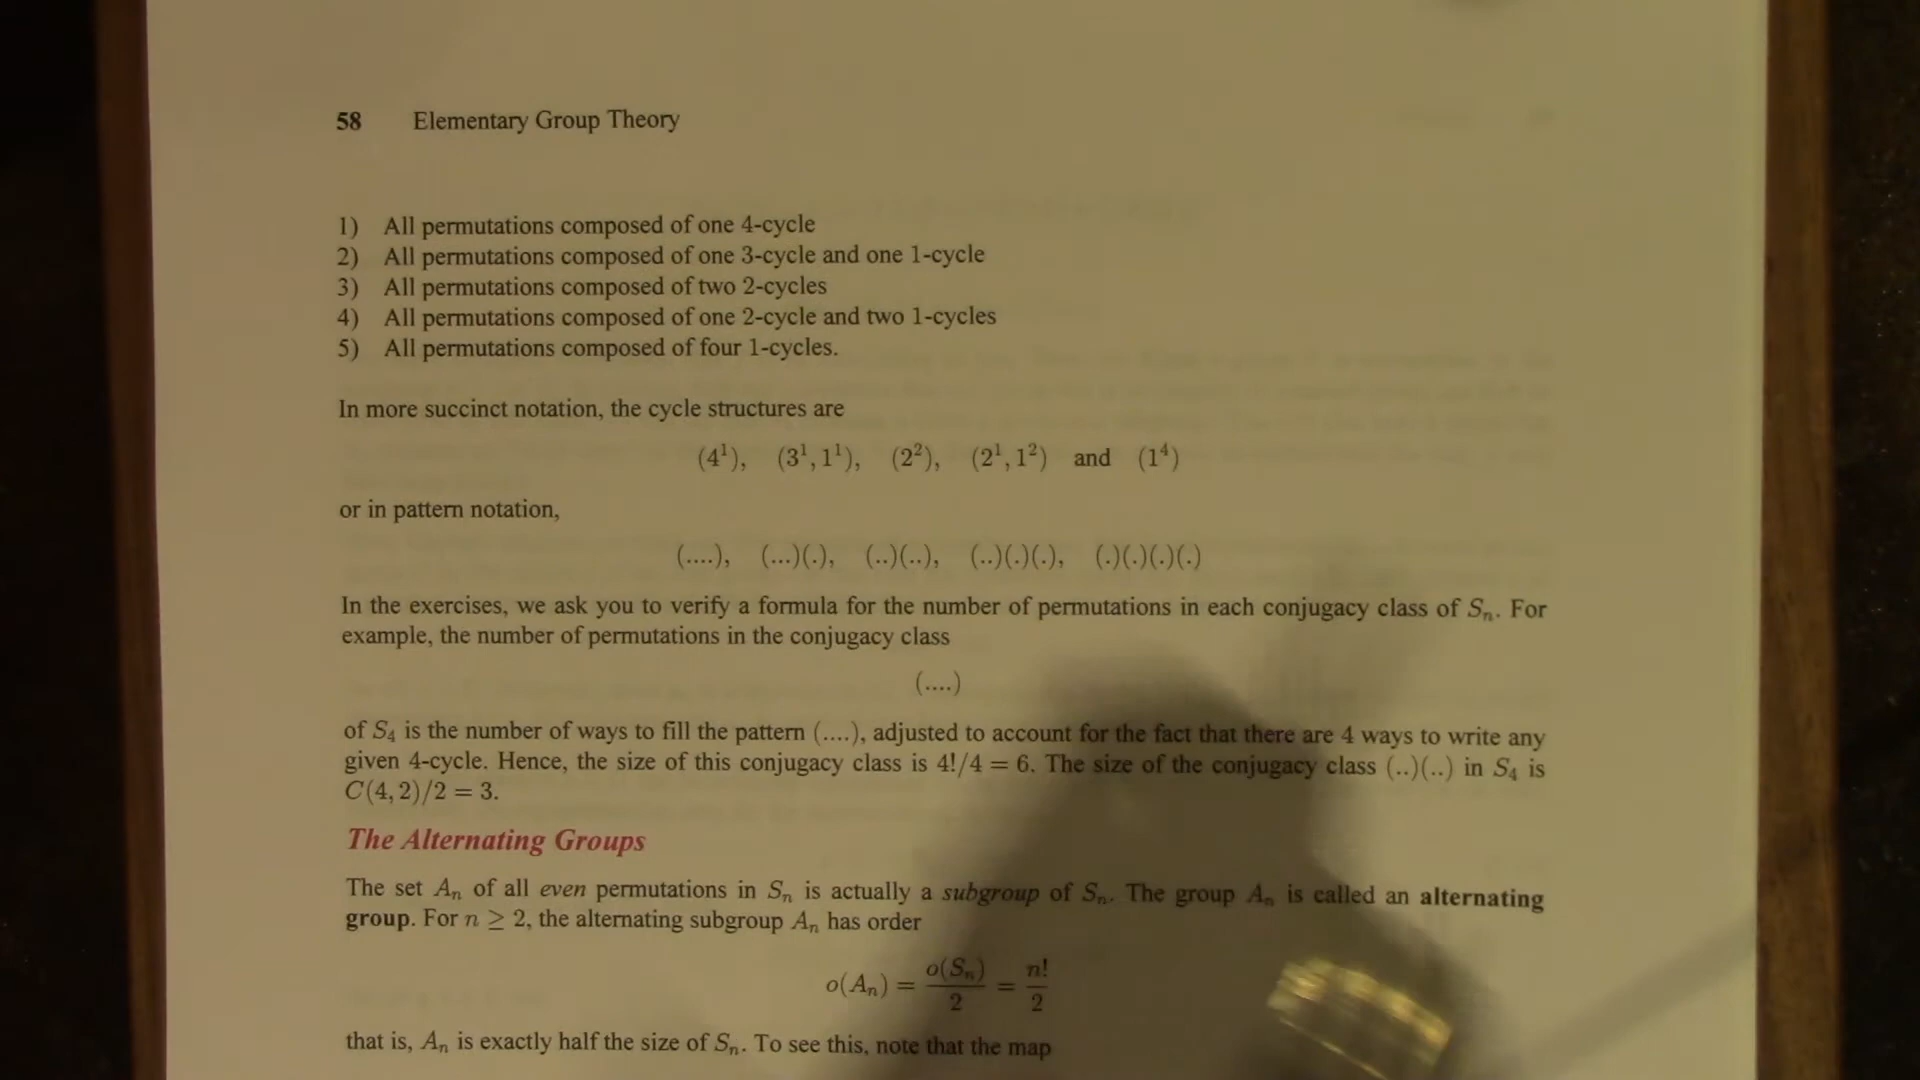 58 Elementary Group Theory
1) All permutations composed of one 4-cycle
2) All permutations composed of one 3-cycle and one 1-cycle
3) All permutations composed of two 2-cycles
4) All permutations composed of one 2-cycle and two 1-cycles
5) All permutations composed of four 1-cycles.
In more succinct notation, the cycle structures are
(4¹), (3¹, 1¹), (2²), (2¹, 1²) and (1⁴)
or in pattern notation,
(....), (...)(.), (..)(..), (..)(.)(.), (.)(.)(.)(.)
In the exercises, we ask you to verify a formula for the number of permutations in each conjugacy class of Sₙ. For
example, the number of permutations in the conjugacy class
(....)
of S₄ is the number of ways to fill the pattern (....), adjusted to account for the fact that there are 4 ways to write any
given 4-cycle. Hence, the size of this conjugacy class is 4!/4 = 6. The size of the conjugacy class (..)(..) in S₄ is
C(4, 2)/2 = 3.
The Alternating Groups
The set Aₙ of all even permutations in Sₙ is actually a subgroup of Sₙ. The group Aₙ is called an alternating
group. For n ≥ 2, the alternating subgroup Aₙ has order
o(Aₙ) = o(Sₙ)/2 = n!/2
that is, Aₙ is exactly half the size of Sₙ. To see this, note that the map